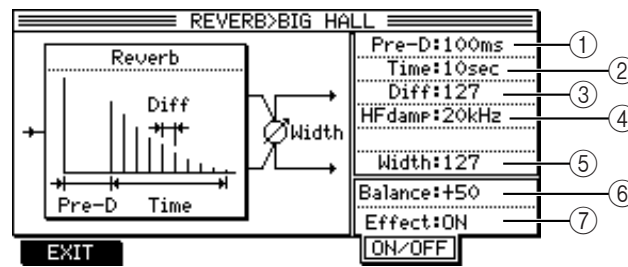 REVERB>BIG HALL
Reverb
Diff
Width
Pre-D
Time
Pre-D:100ms ①
Time:10sec ②
Diff:127 ③
HFdamp:20kHz ④
Width:127 ⑤
Balance:+50 ⑥
Effect:ON ⑦
EXIT
ON/OFF